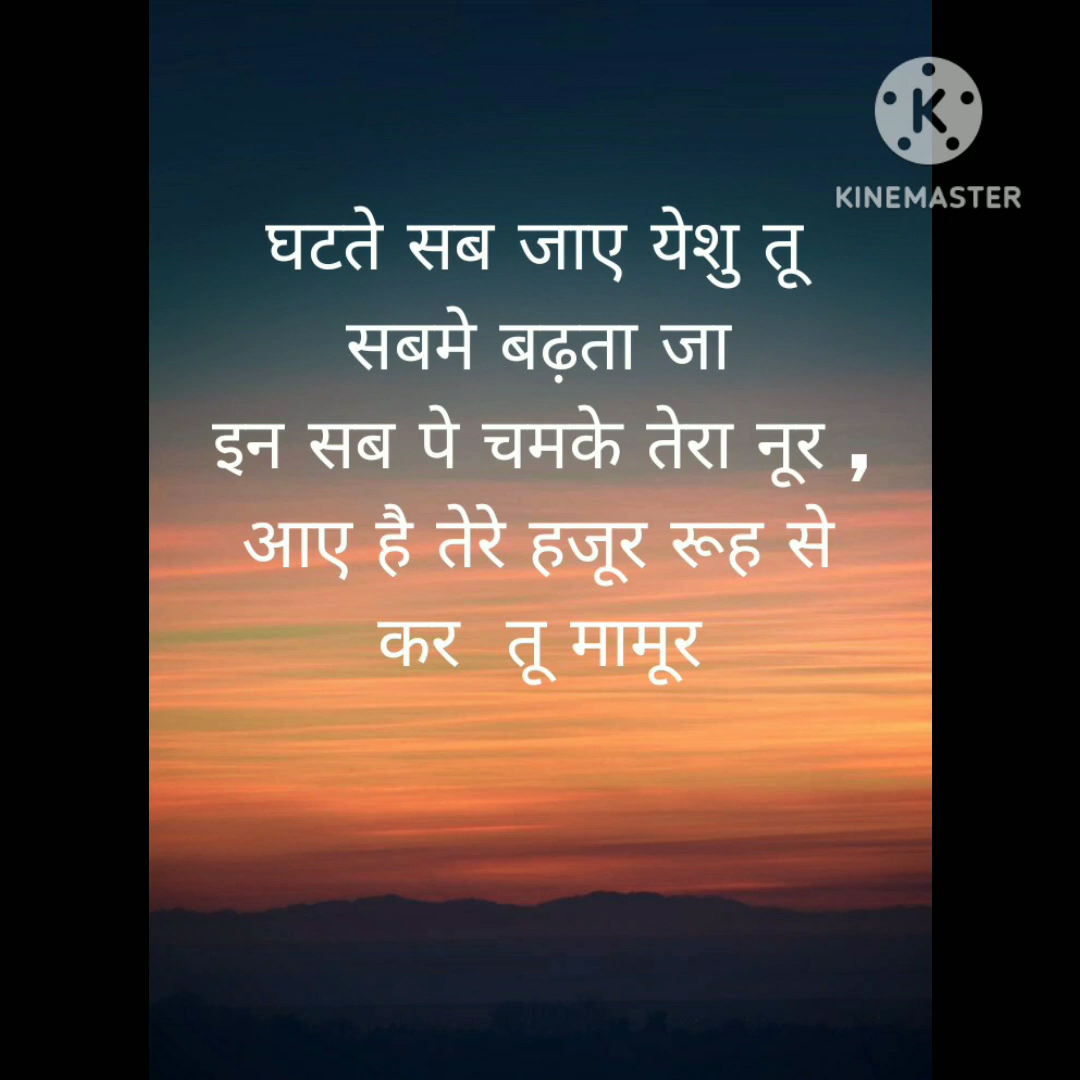 KINEMASTER
घटते सब जाए येशु तू
सबमे बढ़ता जा
इन सब पे चमके तेरा नूर ,
आए है तेरे हजूर रूह से
कर  तू मामूर